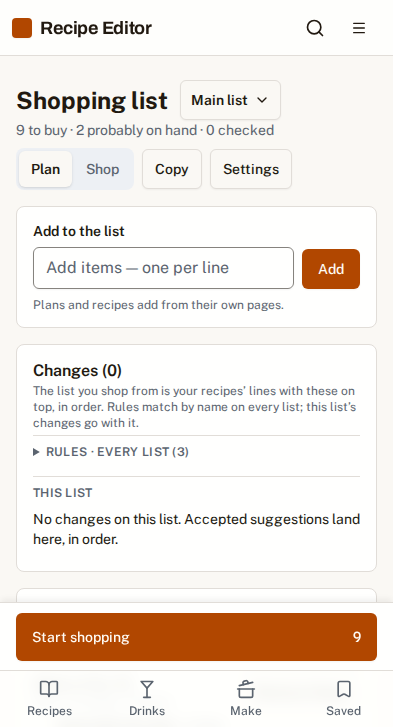 Recipe Editor
Shopping list
Main list
9 to buy · 2 probably on hand · 0 checked
Plan
Shop
Copy
Settings
Add to the list
Add items — one per line
Add
Plans and recipes add from their own pages.
Changes (0)
The list you shop from is your recipes’ lines with these on
top, in order. Rules match by name on every list; this list’s
changes go with it.
RULES · EVERY LIST (3)
THIS LIST
No changes on this list. Accepted suggestions land
here, in order.
Start shopping
9
Recipes
Drinks
Make
Saved